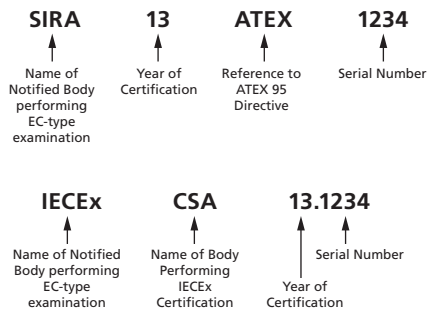 SIRA 13 ATEX 1234
Name of Notified Body performing EC-type examination
Year of Certification
Reference to ATEX 95 Directive
Serial Number
IECEx CSA 13.1234
Name of Notified Body performing EC-type examination
Name of Body Performing IECEx Certification
Year of Certification
Serial Number